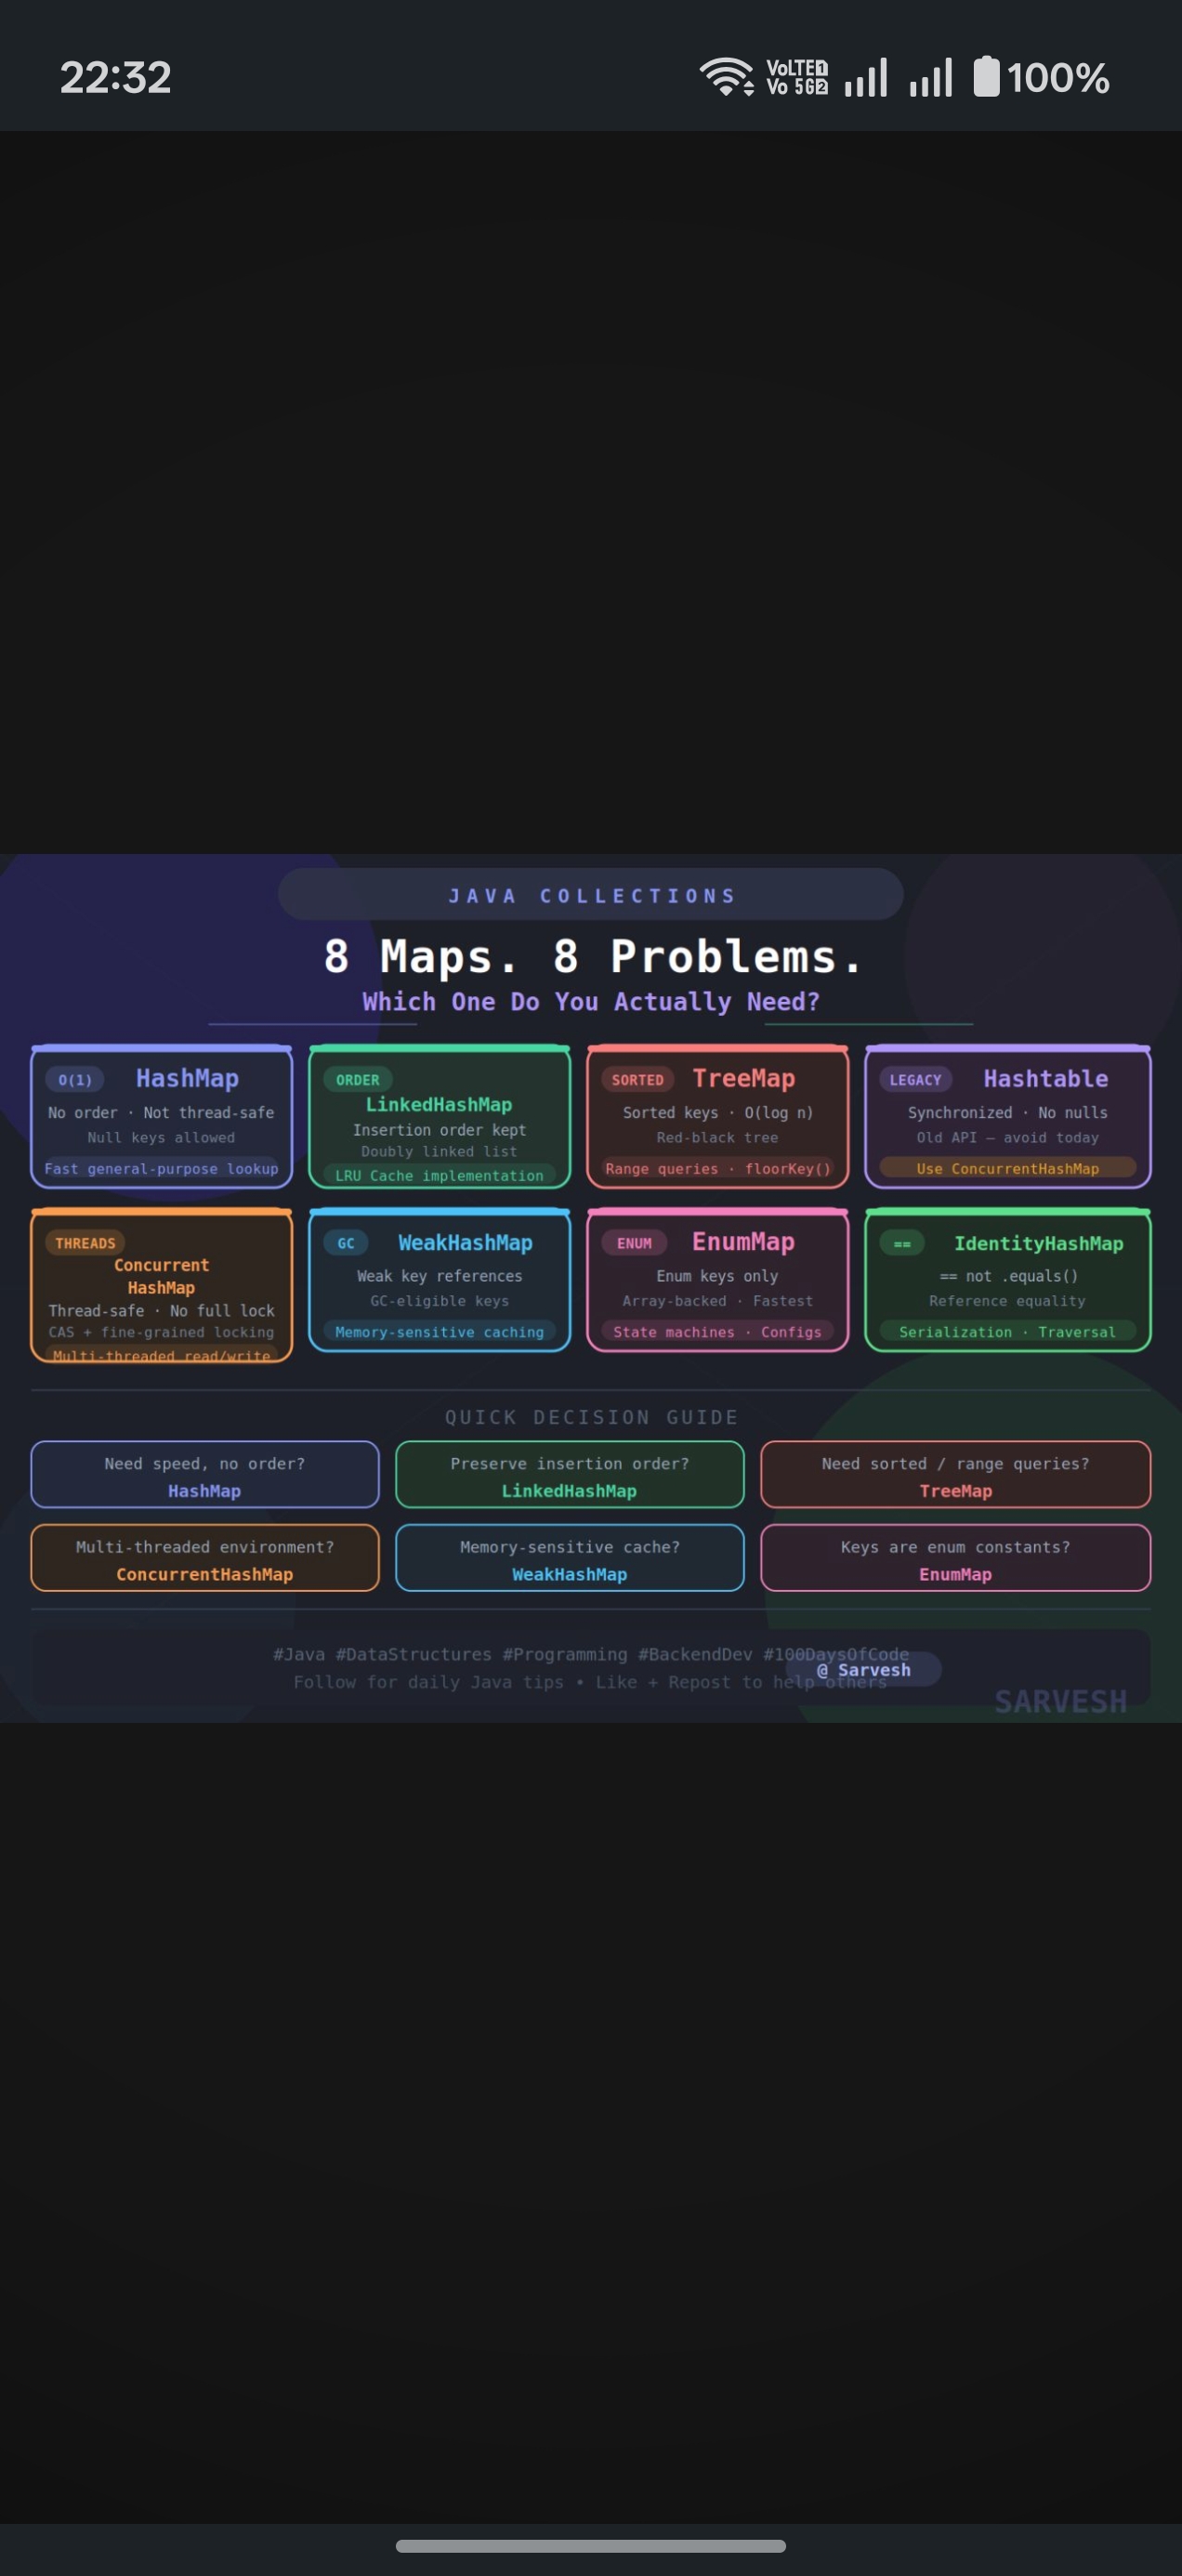 22:32
VoLTE1
Vo 5G2
100%
JAVA COLLECTIONS
8 Maps. 8 Problems.
Which One Do You Actually Need?
O(1) HashMap
No order · Not thread-safe
Null keys allowed
Fast general-purpose lookup
ORDER
LinkedHashMap
Insertion order kept
Doubly linked list
LRU Cache implementation
SORTED TreeMap
Sorted keys · O(log n)
Red-black tree
Range queries · floorKey()
LEGACY Hashtable
Synchronized · No nulls
Old API — avoid today
Use ConcurrentHashMap
THREADS
Concurrent
HashMap
Thread-safe · No full lock
CAS + fine-grained locking
Multi-threaded read/write
GC WeakHashMap
Weak key references
GC-eligible keys
Memory-sensitive caching
ENUM EnumMap
Enum keys only
Array-backed · Fastest
State machines · Configs
== IdentityHashMap
== not .equals()
Reference equality
Serialization · Traversal
QUICK DECISION GUIDE
Need speed, no order?
HashMap
Preserve insertion order?
LinkedHashMap
Need sorted / range queries?
TreeMap
Multi-threaded environment?
ConcurrentHashMap
Memory-sensitive cache?
WeakHashMap
Keys are enum constants?
EnumMap
#Java #DataStructures #Programming #BackendDev #100DaysOfCode
@ Sarvesh
Follow for daily Java tips • Like + Repost to help others
SARVESH